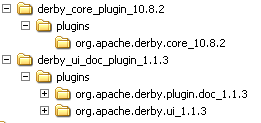 derby_core_plugin_10.8.2
plugins
org.apache.derby.core_10.8.2
derby_ui_doc_plugin_1.1.3
plugins
org.apache.derby.plugin.doc_1.1.3
org.apache.derby.ui_1.1.3